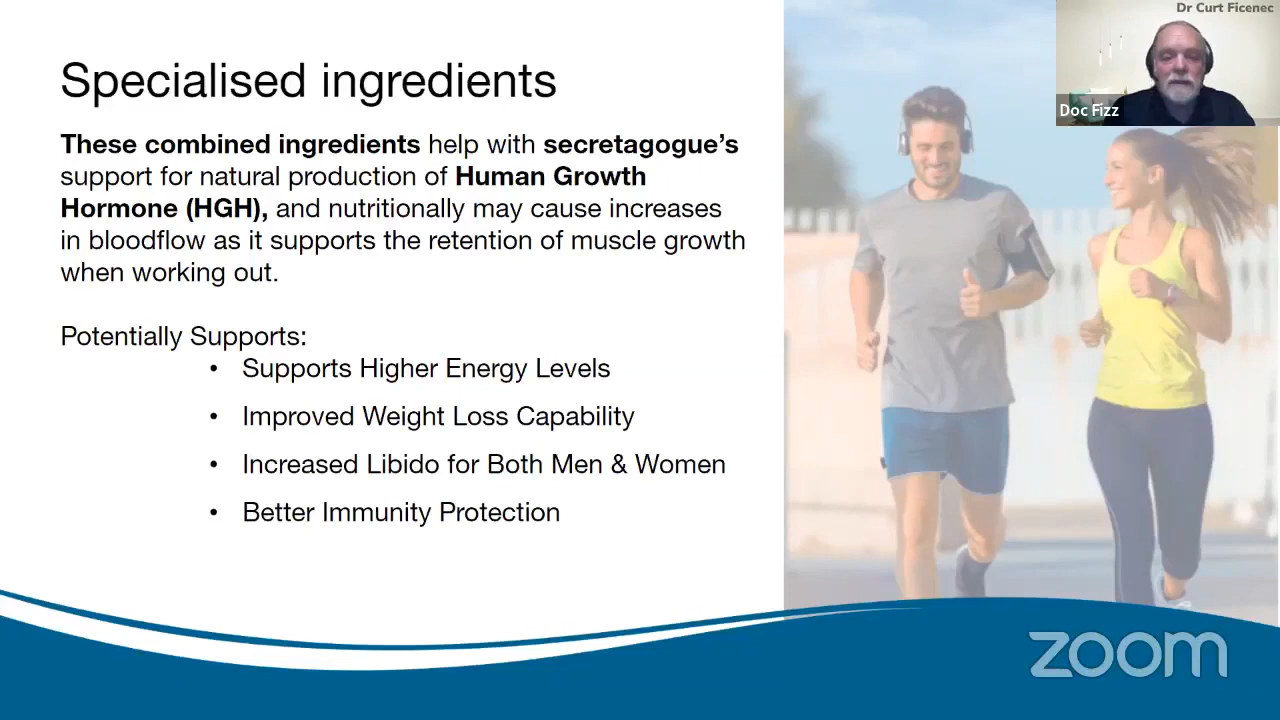 Dr Curt Ficenec
Doc Fizz
Specialised ingredients
These combined ingredients help with secretagogue’s
support for natural production of Human Growth
Hormone (HGH), and nutritionally may cause increases
in bloodflow as it supports the retention of muscle growth
when working out.
Potentially Supports:
• Supports Higher Energy Levels
• Improved Weight Loss Capability
• Increased Libido for Both Men & Women
• Better Immunity Protection
zoom